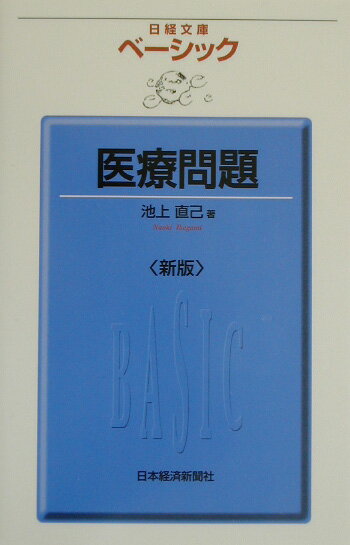 日経文庫
ベーシック
医療問題
池上 直己 著
Naoki Ikegami
〈新版〉
BASIC
日本経済新聞社